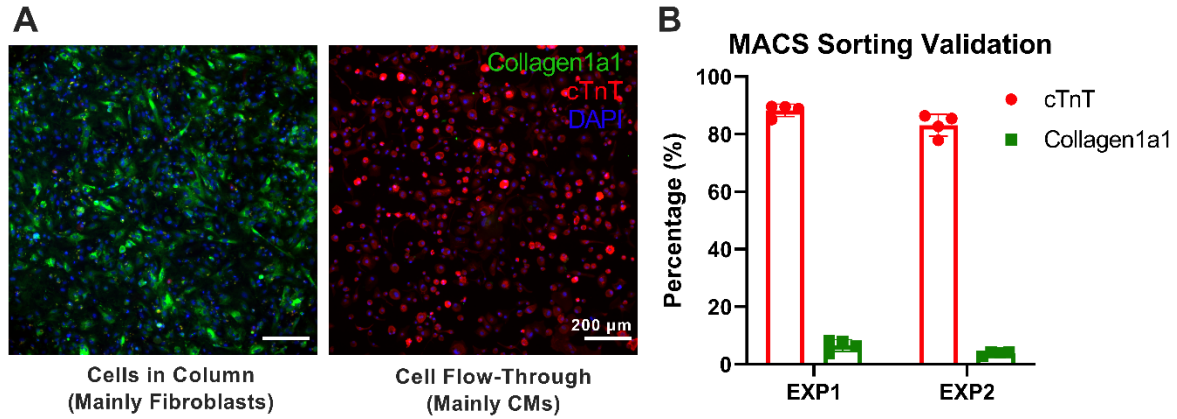 A
Collagen1a1
cTnT
DAPI
200 µm
Cells in Column
(Mainly Fibroblasts)
Cell Flow-Through
(Mainly CMs)
B
MACS Sorting Validation
Percentage (%)
100
80
60
40
20
0
EXP1
EXP2
cTnT
Collagen1a1